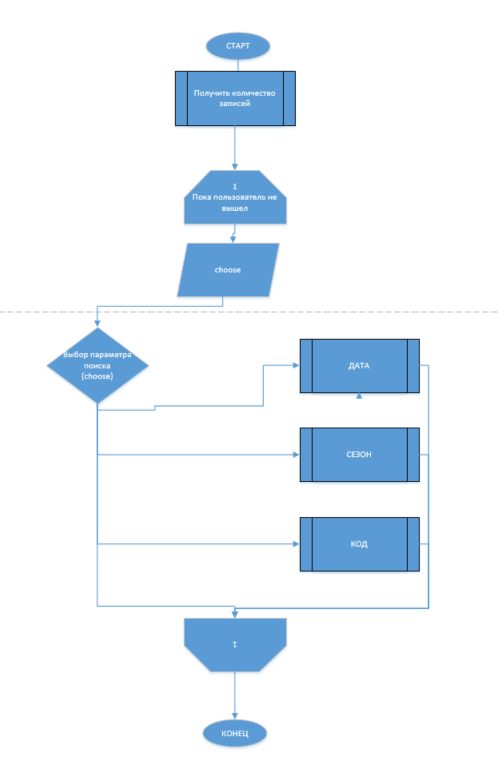 СТАРТ
Получить количество
записей
1
Пока пользователь не
вышел
choose
Выбор параметра
поиска
(choose)
ДАТА
СЕЗОН
КОД
1
КОНЕЦ